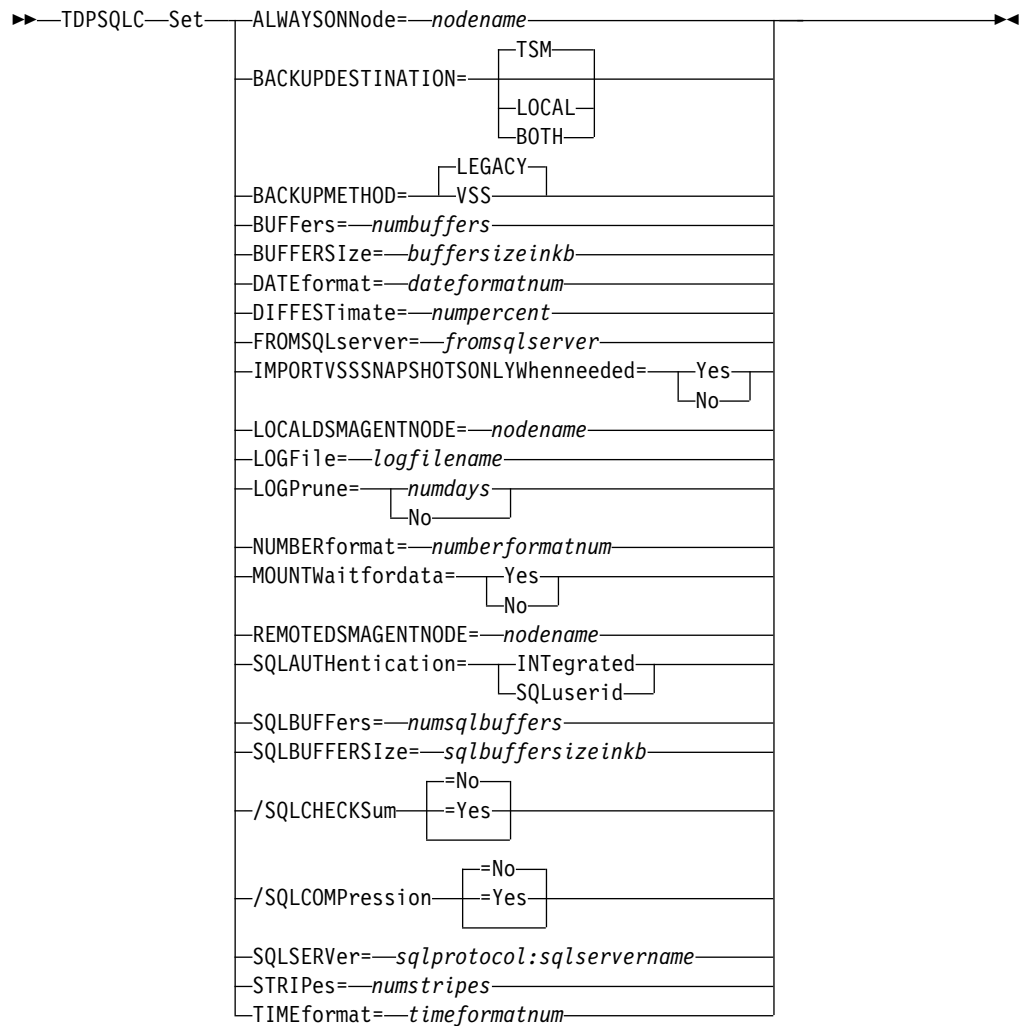 TDPSQLC Set ALWAYSONNode= nodename
TSM
BACKUPDESTINATION=
LOCAL
BOTH
LEGACY
BACKUPMETHOD= VSS
BUFFers= numbuffers
BUFFERSIze= buffersizeinkb
DATEformat= dateformatnum
DIFFESTimate= numpercent
FROMSQLserver= fromsqlserver
IMPORTVSSSNAPSHOTSONLYWhenneeded= Yes
No
LOCALDSMAGENTNODE= nodename
LOGFile= logfilename
LOGPrune= numdays
No
NUMBERformat= numberformatnum
MOUNTWaitfordata= Yes
No
REMOTEDSMAGENTNODE= nodename
SQLAUTHentication= INTegrated
SQLuserid
SQLBUFFers= numsqlbuffers
SQLBUFFERSIze= sqlbuffersizeinkb
=No
/SQLCHECKSum =Yes
=No
/SQLCOMPression =Yes
SQLSERVer= sqlprotocol:sqlservername
STRIPes= numstripes
TIMEformat= timeformatnum